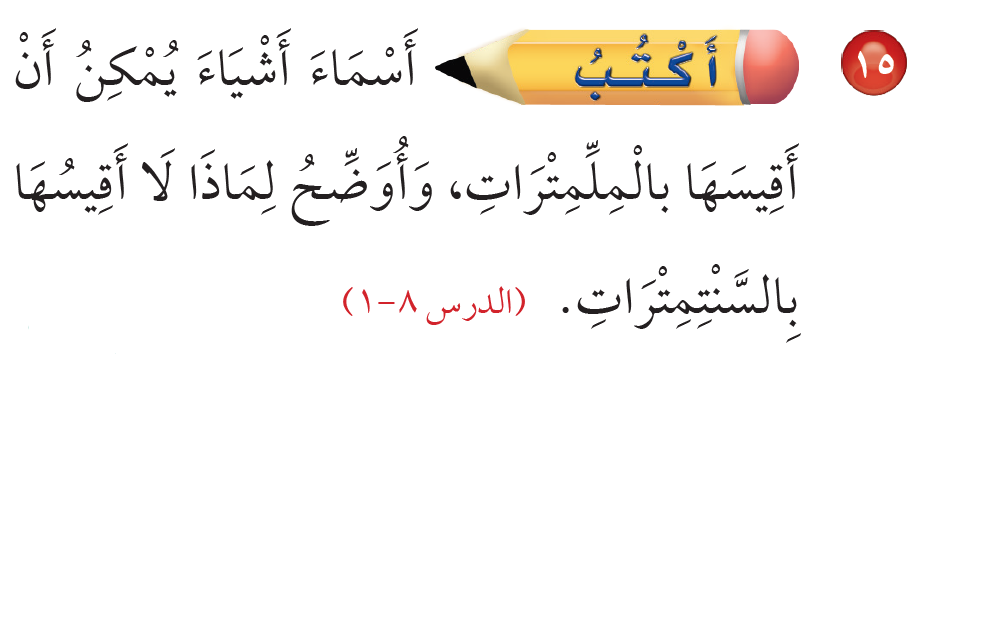 ١٥ أَكْتُبُ أَسْمَاءَ أَشْيَاءَ يُمْكِنُ أَنْ
أَقِيسَهَا بالْمِلِّمِتْرَاتِ، وَأُوَضِّحُ لِمَاذَا لَا أَقِيسُهَا
بِالسَّنْتِمِتْرَاتِ. (الدرس ٨-١)